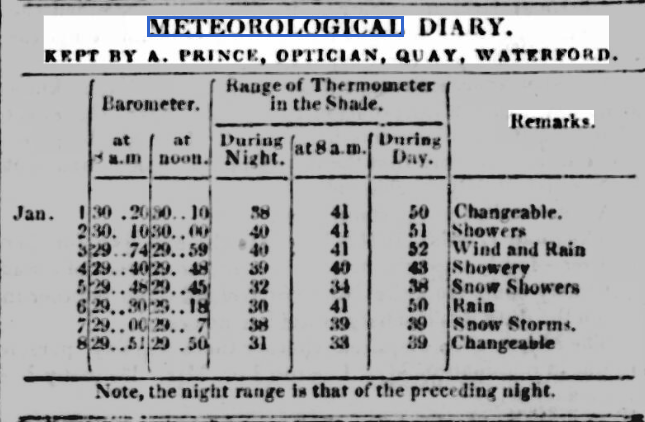 METEOROLOGICAL DIARY.
KEPT BY A. PRINCE, OPTICIAN, QUAY, WATERFORD.
Barometer. Range of Thermometer in the Shade. Remarks.
at 8 a.m at noon. During Night. at 8 a.m. During Day.
Jan. 1 30 .20 30..10 38 41 50 Changeable.
2 30. 10 30..00 40 41 51 Showers
3 29..74 29..59 40 41 52 Wind and Rain
4 29..40 29. 48 39 40 43 Showery
5 29..48 29..45 32 34 38 Snow Showers
6 29..30 29..18 30 41 50 Rain
7 29..00 29.. 7 38 39 39 Snow Storms.
8 29..51 29 50 31 33 39 Changeable
Note, the night range is that of the preceding night.